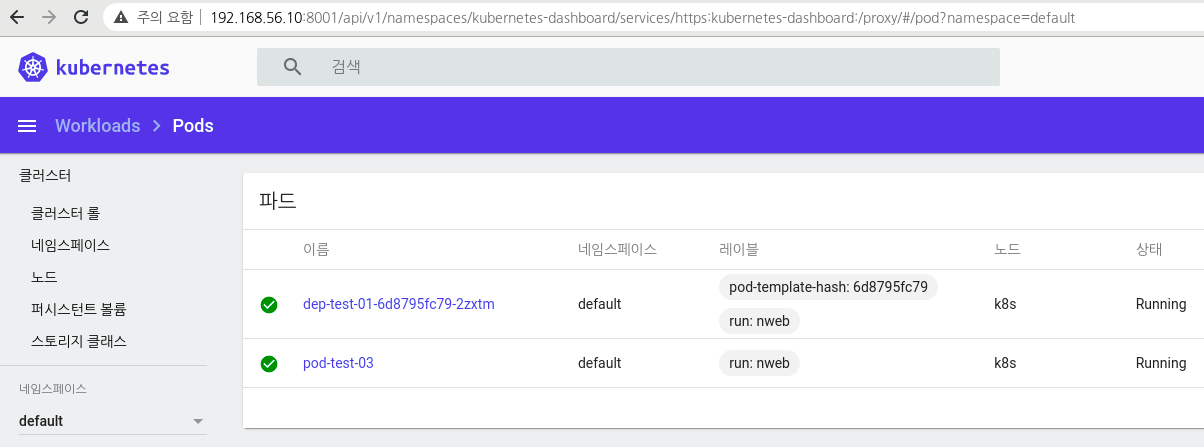 주의 요함 192.168.56.10:8001/api/v1/namespaces/kubernetes-dashboard/services/https:kubernetes-dashboard:/proxy/#/pod?namespace=default
kubernetes 검색
Workloads Pods
클러스터
클러스터 롤
네임스페이스
노드
퍼시스턴트 볼륨
스토리지 클래스
네임스페이스
default
파드
이름 네임스페이스 레이블 노드 상태
dep-test-01-6d8795fc79-2zxtm default pod-template-hash: 6d8795fc79 k8s Running
run: nweb
pod-test-03 default run: nweb k8s Running